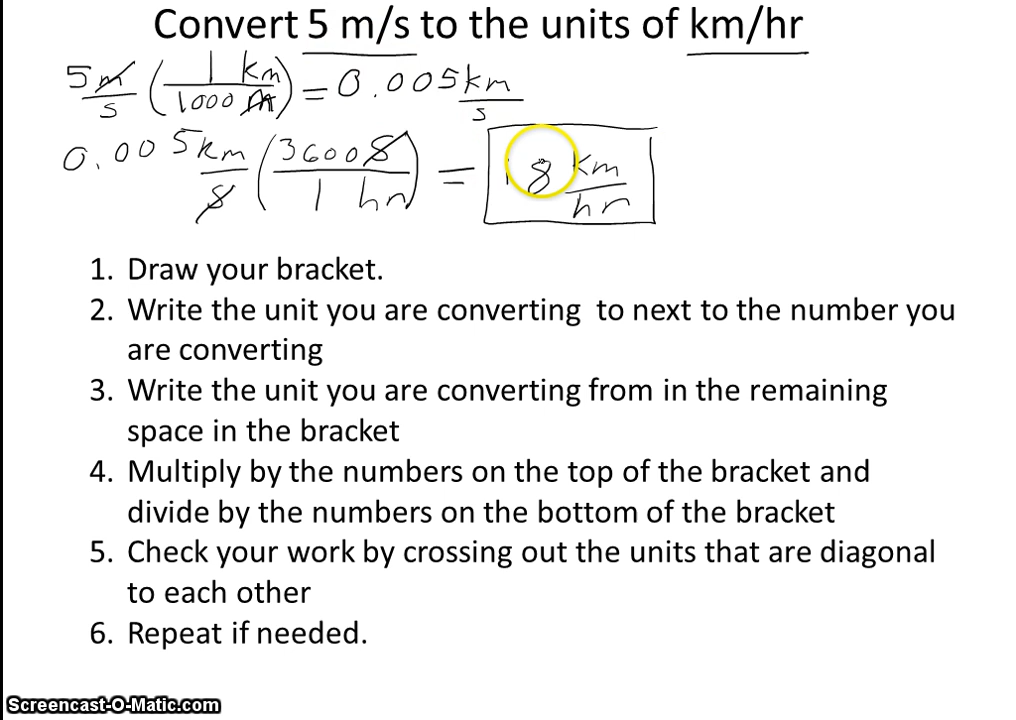 Convert 5 m/s to the units of km/hr
5 m/s (1 km/1000 m) = 0.005 km/s
0.005 km/s (3600 s/1 hr) = 18 km/hr
1. Draw your bracket.
2. Write the unit you are converting to next to the number you
are converting
3. Write the unit you are converting from in the remaining
space in the bracket
4. Multiply by the numbers on the top of the bracket and
divide by the numbers on the bottom of the bracket
5. Check your work by crossing out the units that are diagonal
to each other
6. Repeat if needed.
Screencast-O-Matic.com